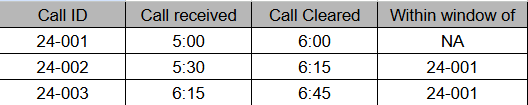 Call ID Call received Call Cleared Within window of
24-001 5:00 6:00 NA
24-002 5:30 6:15 24-001
24-003 6:15 6:45 24-001